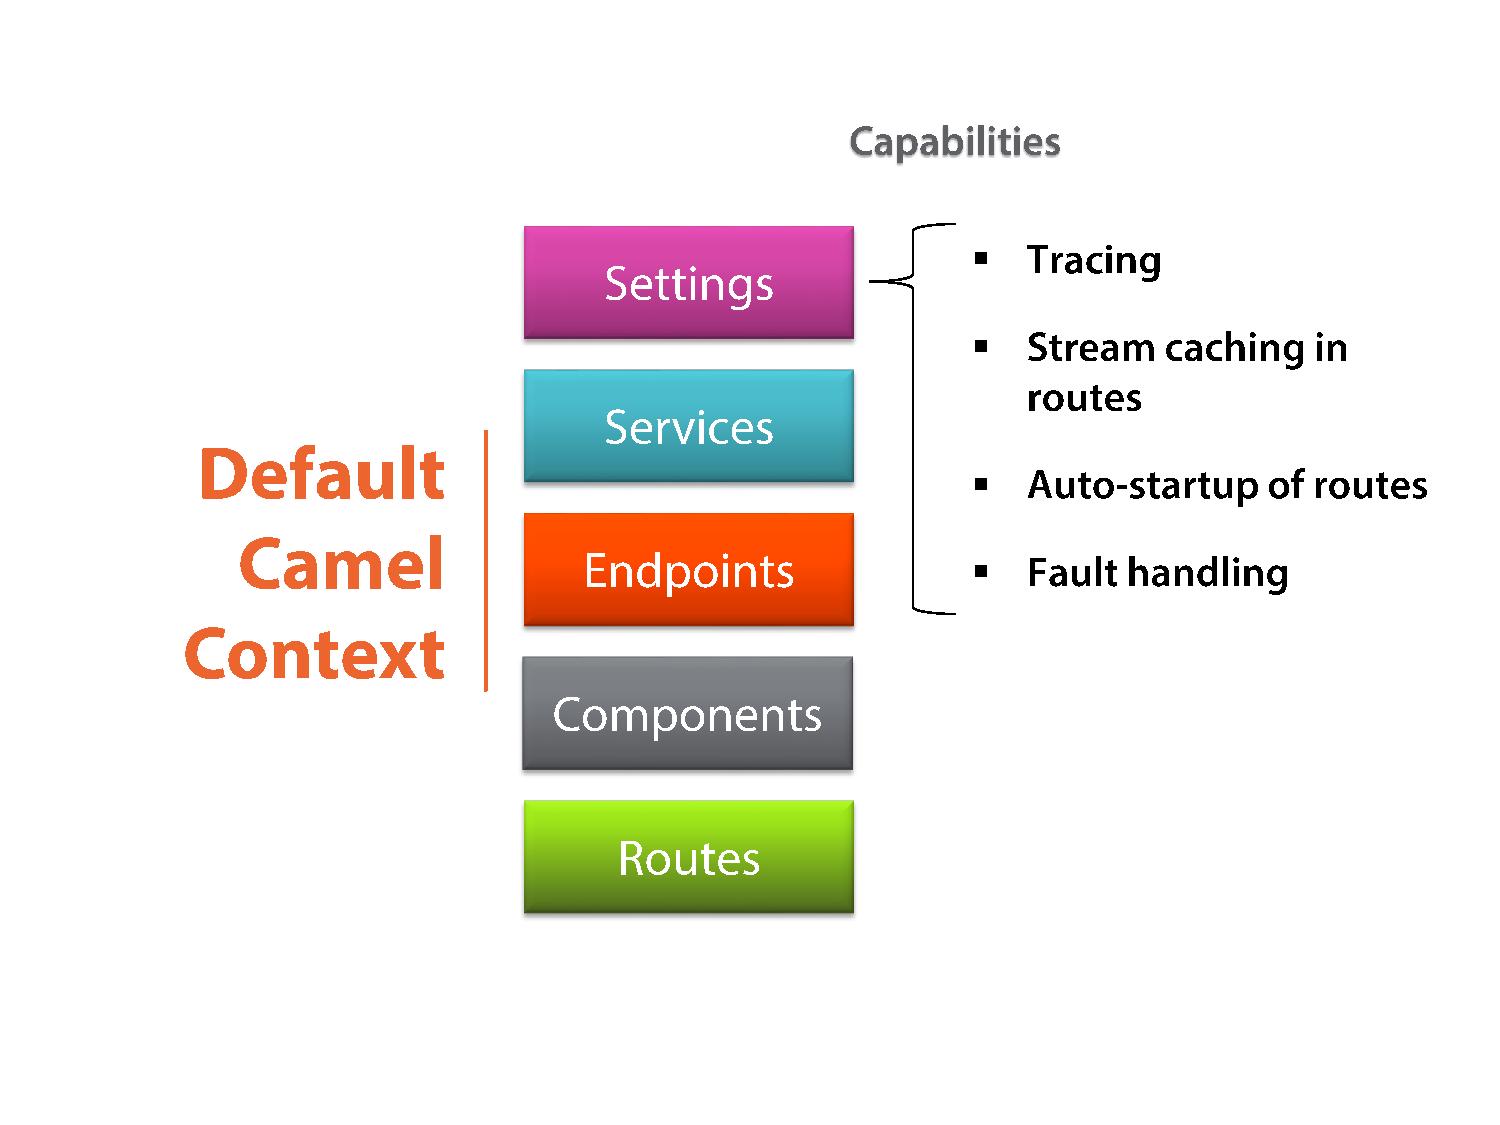 Capabilities
Default
Camel
Context
Settings
Services
Endpoints
Components
Routes
▪ Tracing
▪ Stream caching in
routes
▪ Auto-startup of routes
▪ Fault handling